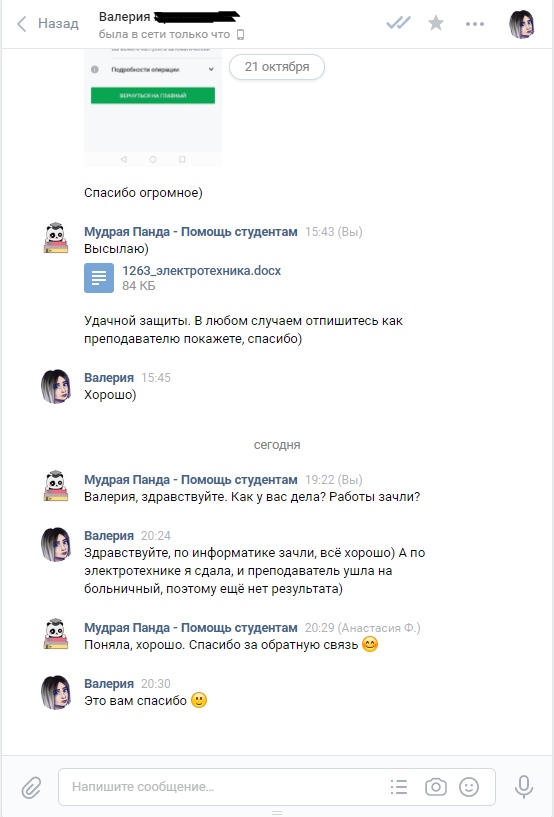 Назад
Валерия
была в сети только что
21 октября
Подробности операции
ВЕРНУТЬСЯ НА ГЛАВНЫЙ
Спасибо огромное)
Мудрая Панда - Помощь студентам 15:43 (Вы)
Высылаю)
1263_электротехника.docx
84 КБ
Удачной защиты. В любом случаем отпишитесь как
преподавателю покажете, спасибо)
Валерия 15:45
Хорошо)
сегодня
Мудрая Панда - Помощь студентам 19:22 (Вы)
Валерия, здравствуйте. Как у вас дела? Работы зачли?
Валерия 20:24
Здравствуйте, по информатике зачли, всё хорошо) А по
электротехнике я сдала, и преподаватель ушла на
больничный, поэтому ещё нет результата)
Мудрая Панда - Помощь студентам 20:29 (Анастасия Ф.)
Поняла, хорошо. Спасибо за обратную связь 😊
Валерия 20:30
Это вам спасибо 🙂
Напишите сообщение...